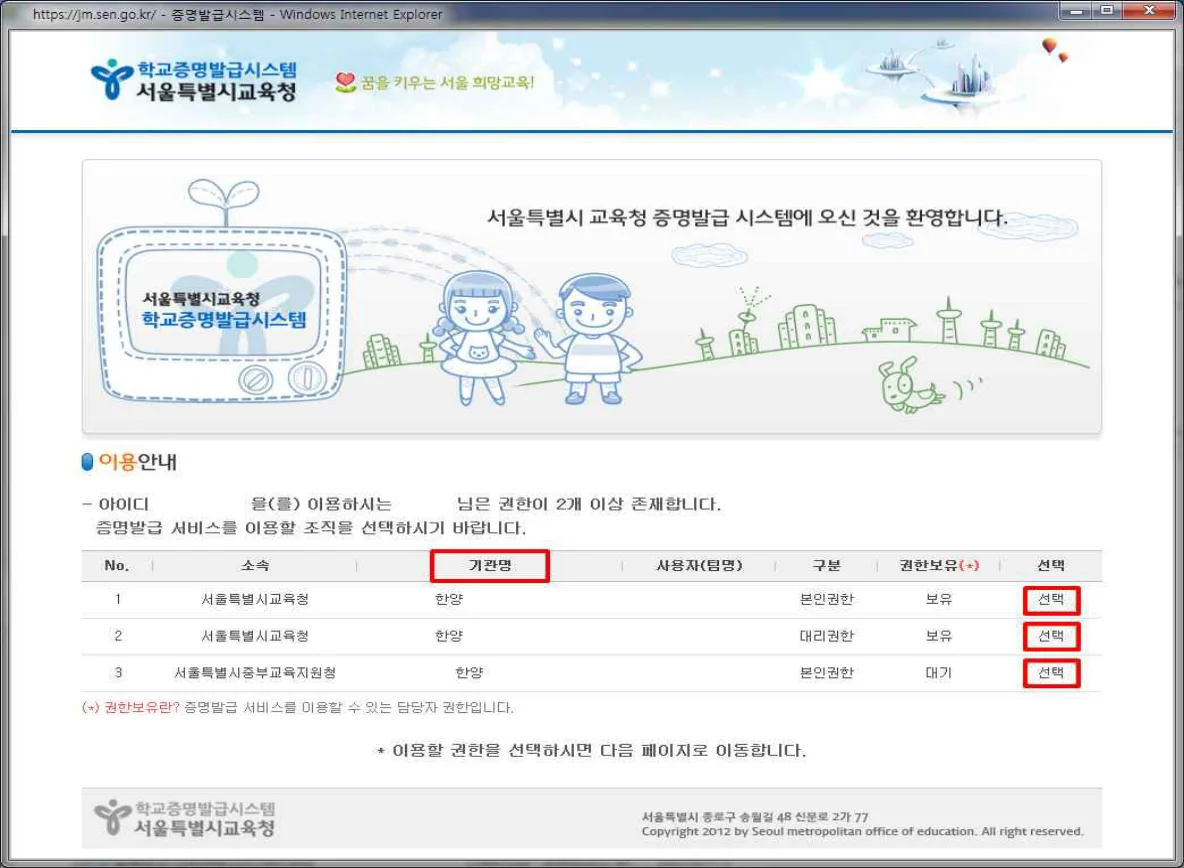 https://jm.sen.go.kr/ - 증명발급시스템 - Windows Internet Explorer
학교증명발급시스템
서울특별시교육청
꿈을 키우는 서울 희망교육!
서울특별시 교육청 증명발급 시스템에 오신 것을 환영합니다.
서울특별시교육청
학교증명발급시스템
이용안내
- 아이디 을(를) 이용하시는 님은 권한이 2개 이상 존재합니다.
증명발급 서비스를 이용할 조직을 선택하시기 바랍니다.
No. 소속 기관명 사용자(팀명) 구분 권한보유(*) 선택
1 서울특별시교육청 한양 본인권한 보유 선택
2 서울특별시교육청 한양 대리권한 보유 선택
3 서울특별시중부교육지원청 한양 본인권한 대기 선택
(*) 권한보유란? 증명발급 서비스를 이용할 수 있는 담당자 권한입니다.
* 이용할 권한을 선택하시면 다음 페이지로 이동합니다.
학교증명발급시스템
서울특별시교육청
서울특별시 종로구 송월길 48 신문로 2가 77
Copyright 2012 by Seoul metropolitan office of education. All right reserved.